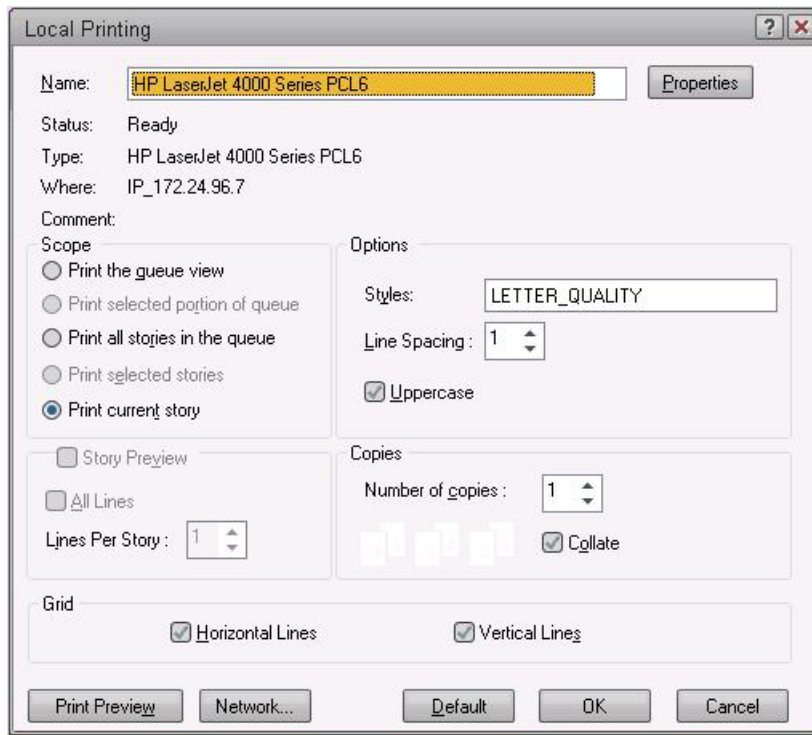 Local Printing
Name: HP LaserJet 4000 Series PCL6 Properties
Status: Ready
Type: HP LaserJet 4000 Series PCL6
Where: IP_172.24.96.7
Comment:
Scope
Print the queue view
Print selected portion of queue
Print all stories in the queue
Print selected stories
Print current story
Options
Styles: LETTER_QUALITY
Line Spacing : 1
Uppercase
Story Preview
All Lines
Lines Per Story : 1
Copies
Number of copies : 1
Collate
Grid
Horizontal Lines Vertical Lines
Print Preview Network... Default OK Cancel